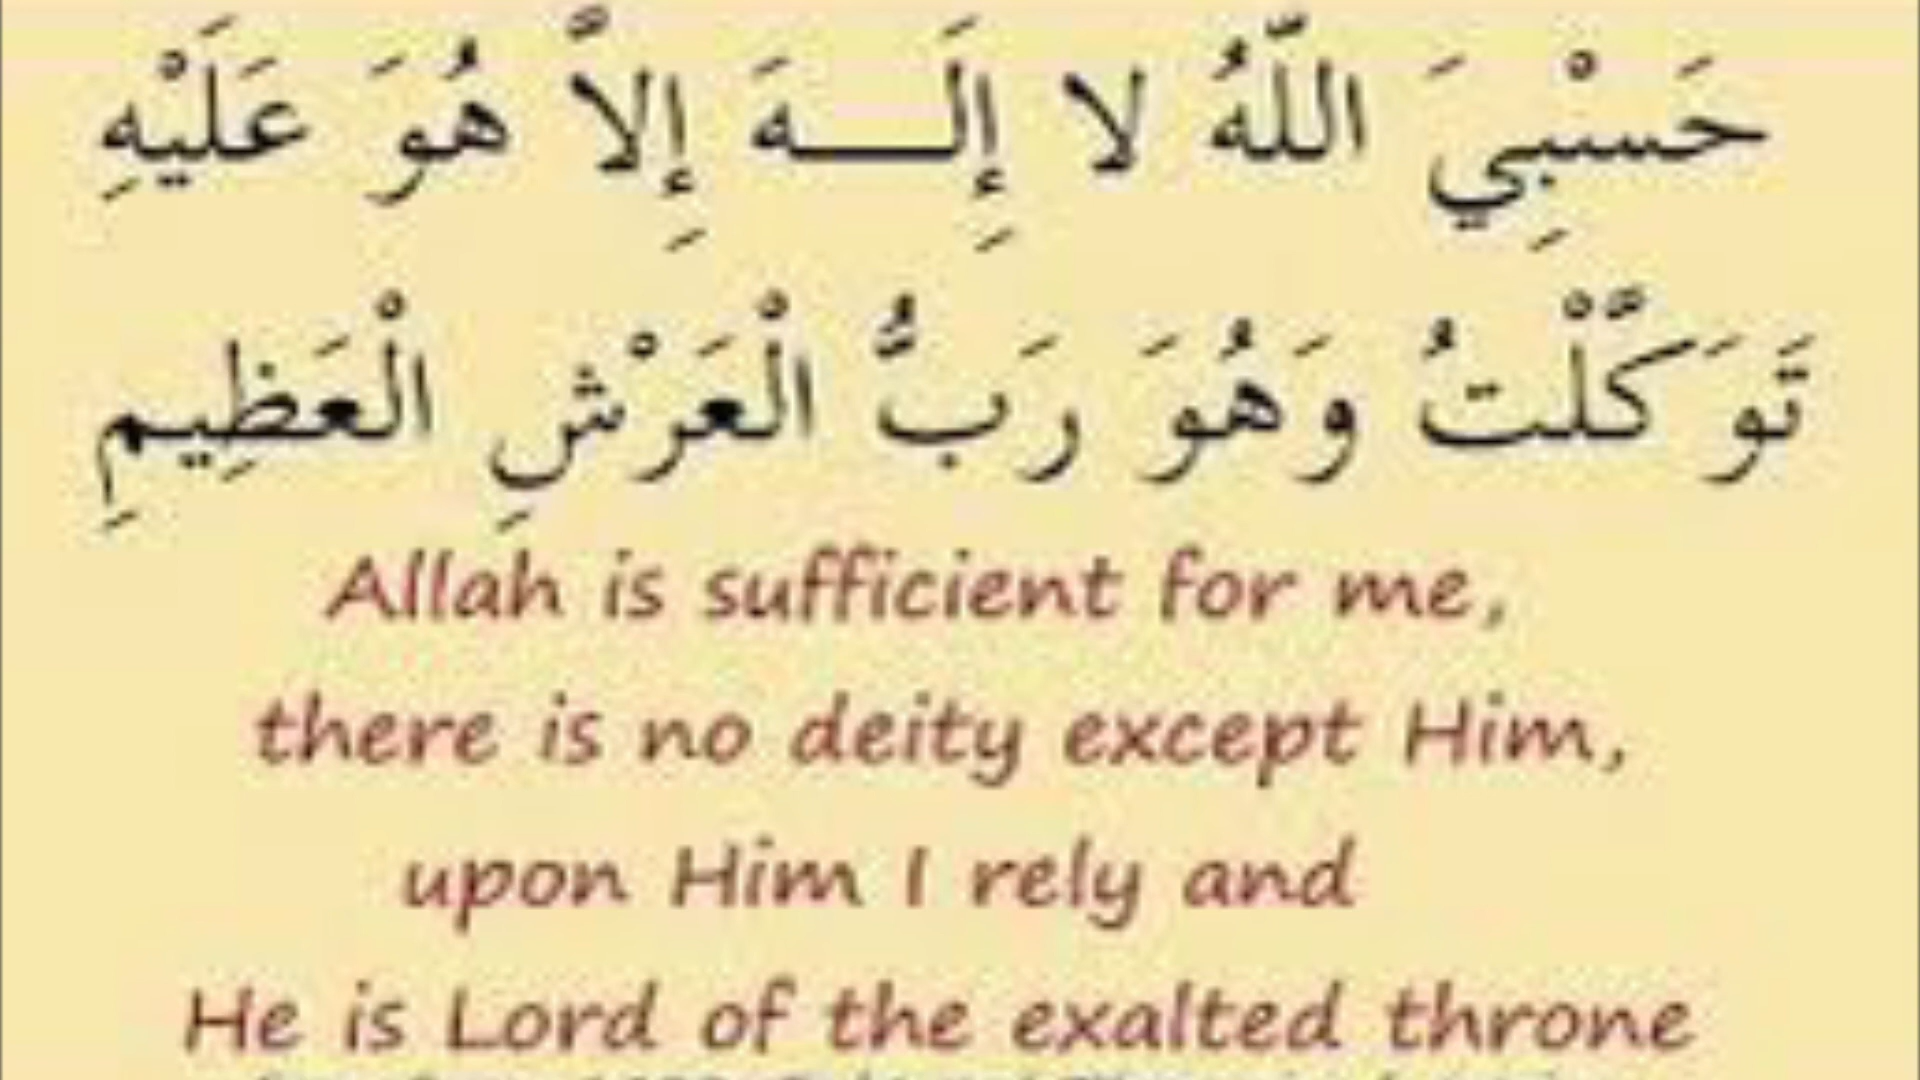 حَسْبِيَ اللّهُ لا إِلَـــهَ إِلاَّ هُوَ عَلَيْهِ
تَوَكَّلْتُ وَهُوَ رَبُّ الْعَرْشِ الْعَظِيمِ
Allah is sufficient for me,
there is no deity except Him,
upon Him I rely and
He is Lord of the exalted throne